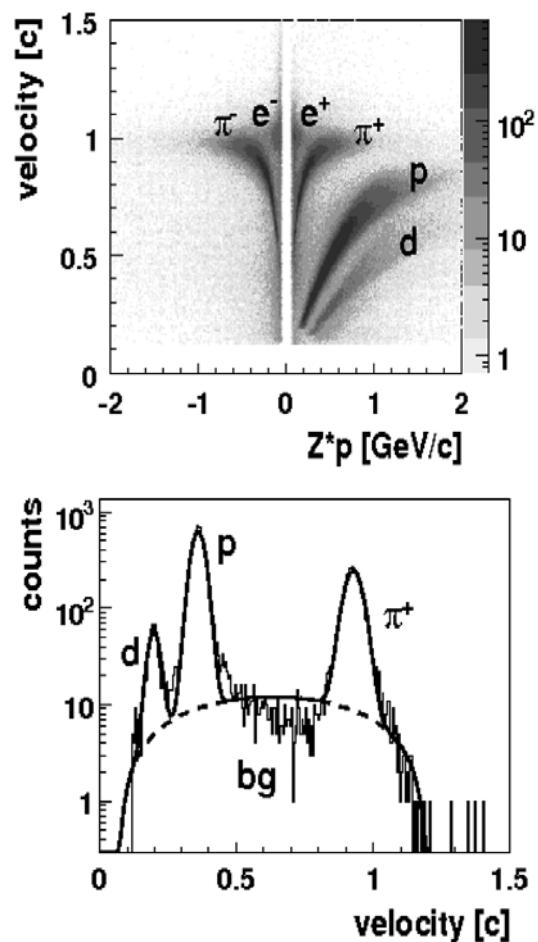 velocity [c]
1.5
1
0.5
0
π⁻ e⁻ e⁺ π⁺
p
d
10²
10
1
-2 -1 0 1 2
Z*p [GeV/c]
counts
10³
10²
10
1
p
d
π⁺
bg
0 0.5 1 1.5
velocity [c]